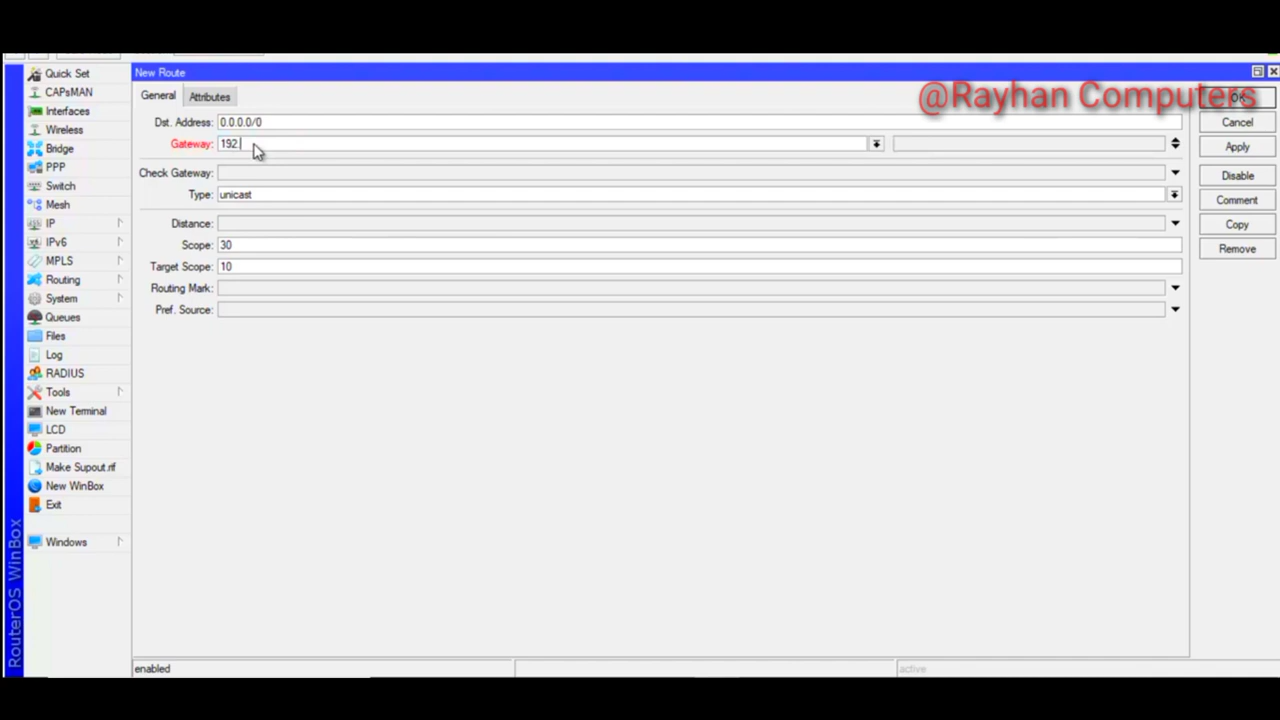 New Route
@Rayhan Computers
General
Attributes
Dst. Address: 0.0.0.0/0
Gateway: 192.
Check Gateway:
Type: unicast
Distance:
Scope: 30
Target Scope: 10
Routing Mark:
Pref. Source:
OK
Cancel
Apply
Disable
Comment
Copy
Remove
Quick Set
CAPsMAN
Interfaces
Wireless
Bridge
PPP
Switch
Mesh
IP
IPv6
MPLS
Routing
System
Queues
Files
Log
RADIUS
Tools
New Terminal
LCD
Partition
Make Supout.rif
New WinBox
Exit
Windows
RouterOS WinBox
enabled
active